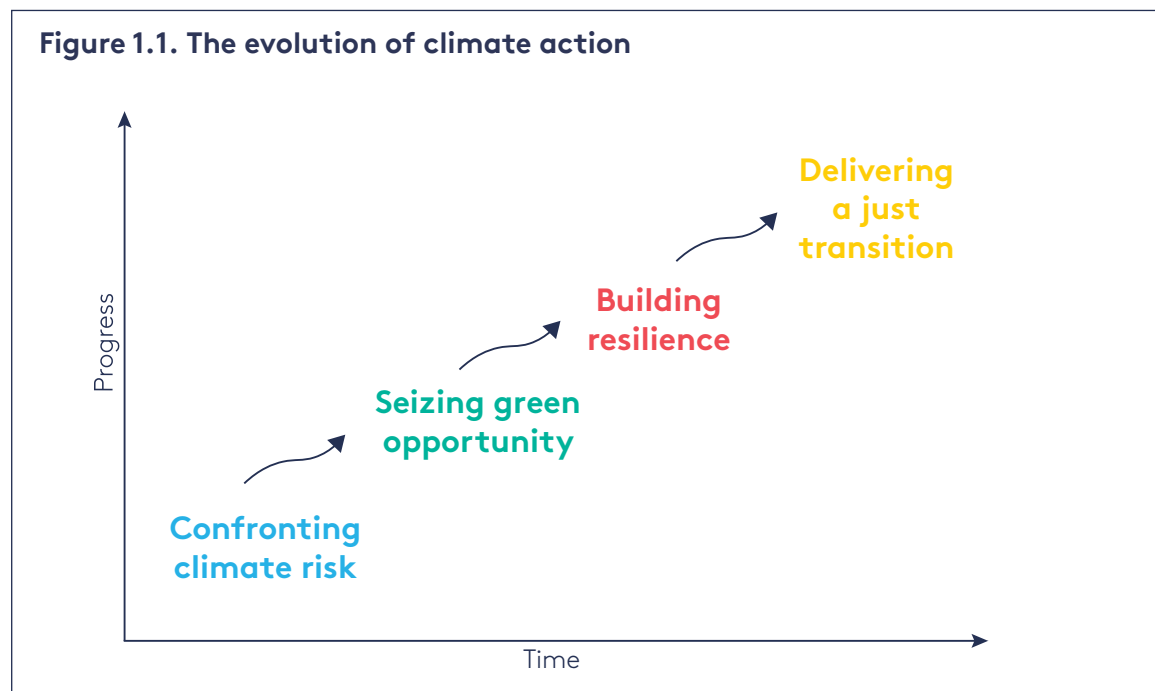 Figure 1.1. The evolution of climate action
Delivering
a just
transition
Building
resilience
Seizing green
opportunity
Confronting
climate risk
Progress
Time